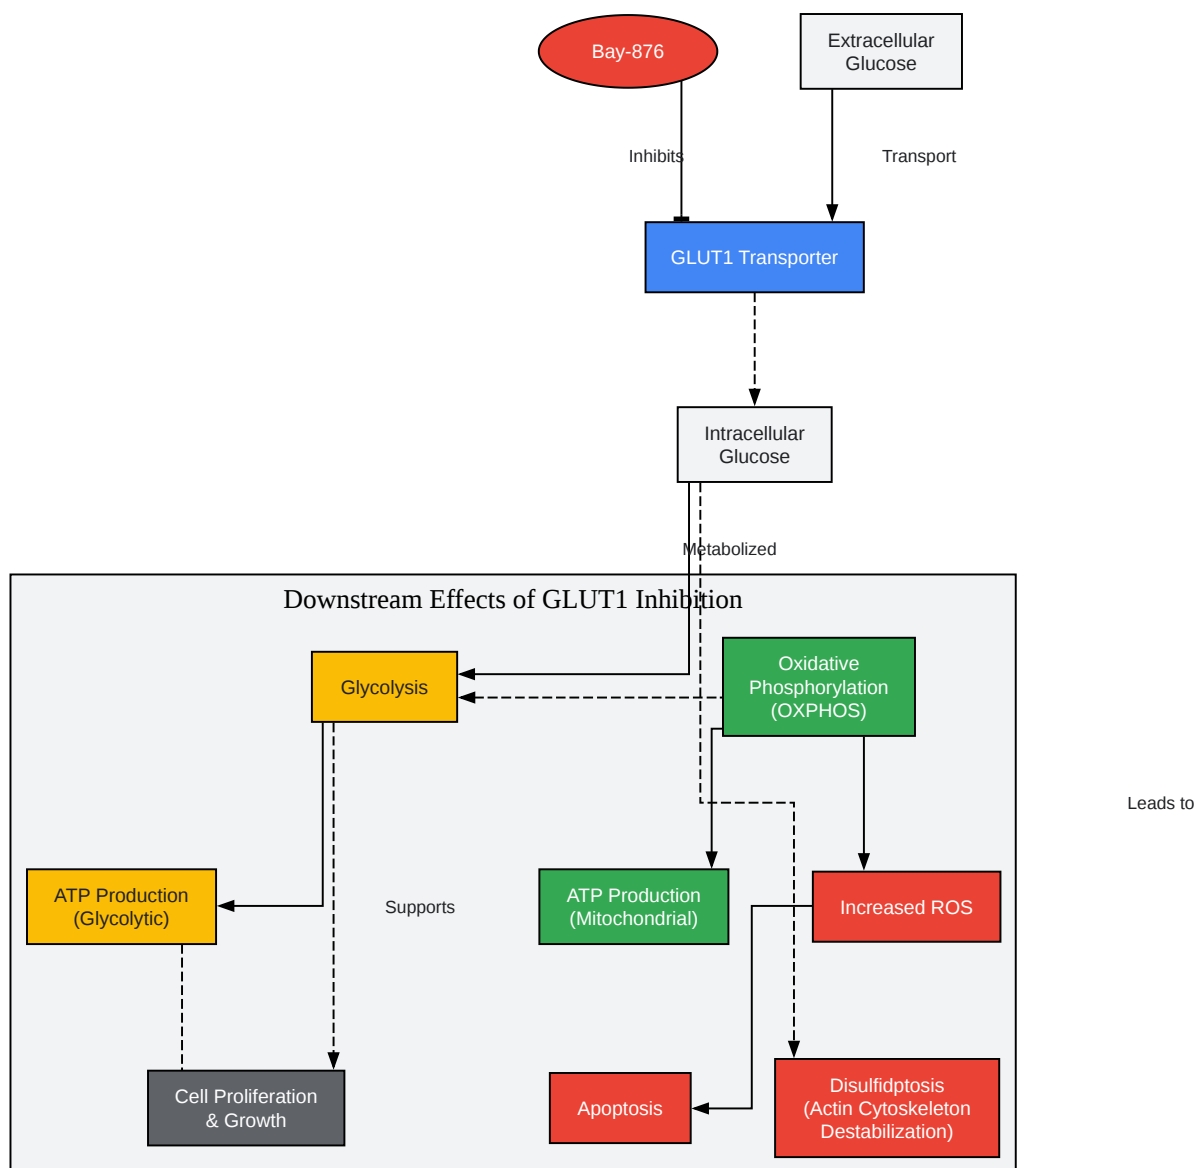 Bay-876
Extracellular
Glucose
Inhibits
Transport
GLUT1 Transporter
Intracellular
Glucose
Metabolized
Downstream Effects of GLUT1 Inhibition
Glycolysis
Oxidative
Phosphorylation
(OXPHOS)
Leads to
ATP Production
(Glycolytic)
Supports
ATP Production
(Mitochondrial)
Increased ROS
Cell Proliferation
& Growth
Apoptosis
Disulfidptosis
(Actin Cytoskeleton
Destabilization)